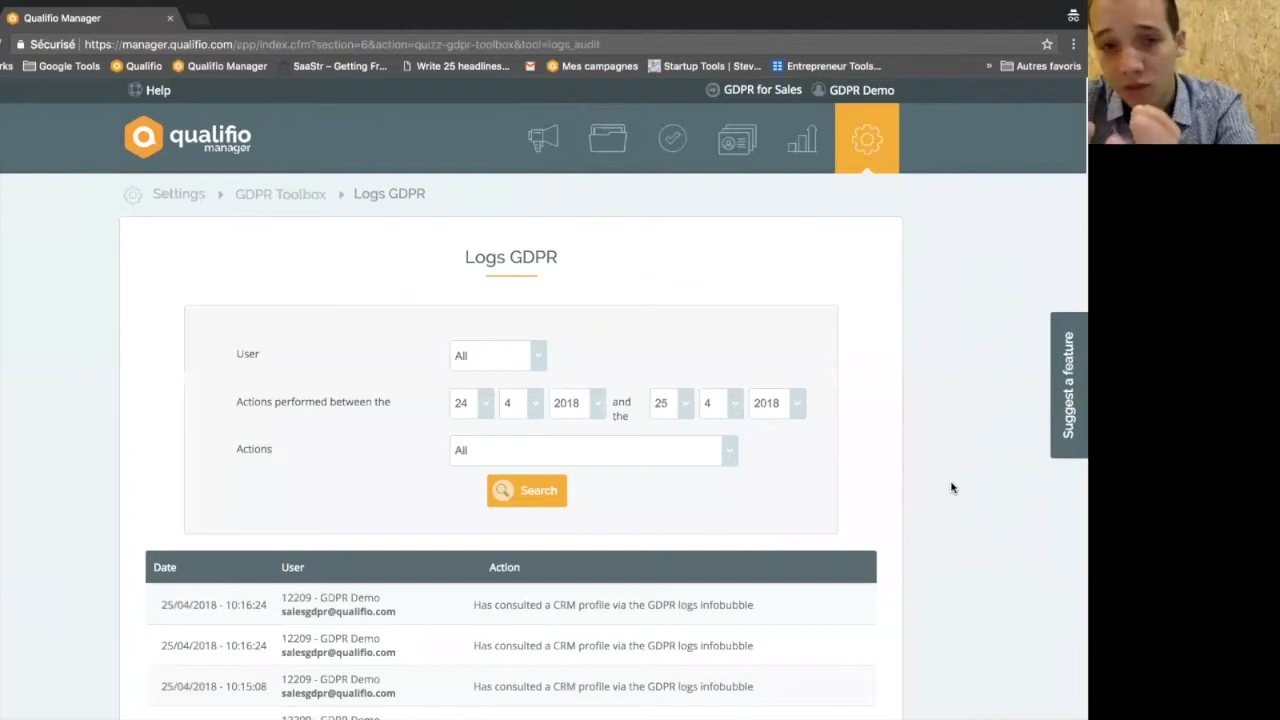 Qualifio Manager
Sécurisé https://manager.qualifio.com/app/index.cfm?section=6&action=quizz-gdpr-toolbox&tool=logs_audit
rks Google Tools Qualifio Qualifio Manager SaaStr – Getting Fr... Write 25 headlines... Mes campagnes Startup Tools | Stev... Entrepreneur Tools... » Autres favoris
Help GDPR for Sales GDPR Demo
qualifio
manager
Settings GDPR Toolbox Logs GDPR
Logs GDPR
User All
Actions performed between the 24 4 2018 and the 25 4 2018
Actions All
Search
Suggest a feature
Date User Action
25/04/2018 - 10:16:24 12209 - GDPR Demo Has consulted a CRM profile via the GDPR logs infobubble
salesgdpr@qualifio.com
25/04/2018 - 10:16:24 12209 - GDPR Demo Has consulted a CRM profile via the GDPR logs infobubble
salesgdpr@qualifio.com
25/04/2018 - 10:15:08 12209 - GDPR Demo Has consulted a CRM profile via the GDPR logs infobubble
salesgdpr@qualifio.com
12209 - GDPR Demo